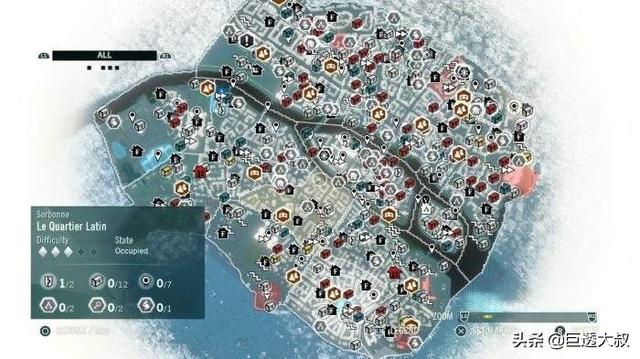 ALL
Sorbonne
Le Quartier Latin
Difficulty
State
Occupied
1/2
0/12
0/7
0/2
0/2
0/1
ZOOM
LEGEND
头条 @巨透大叔